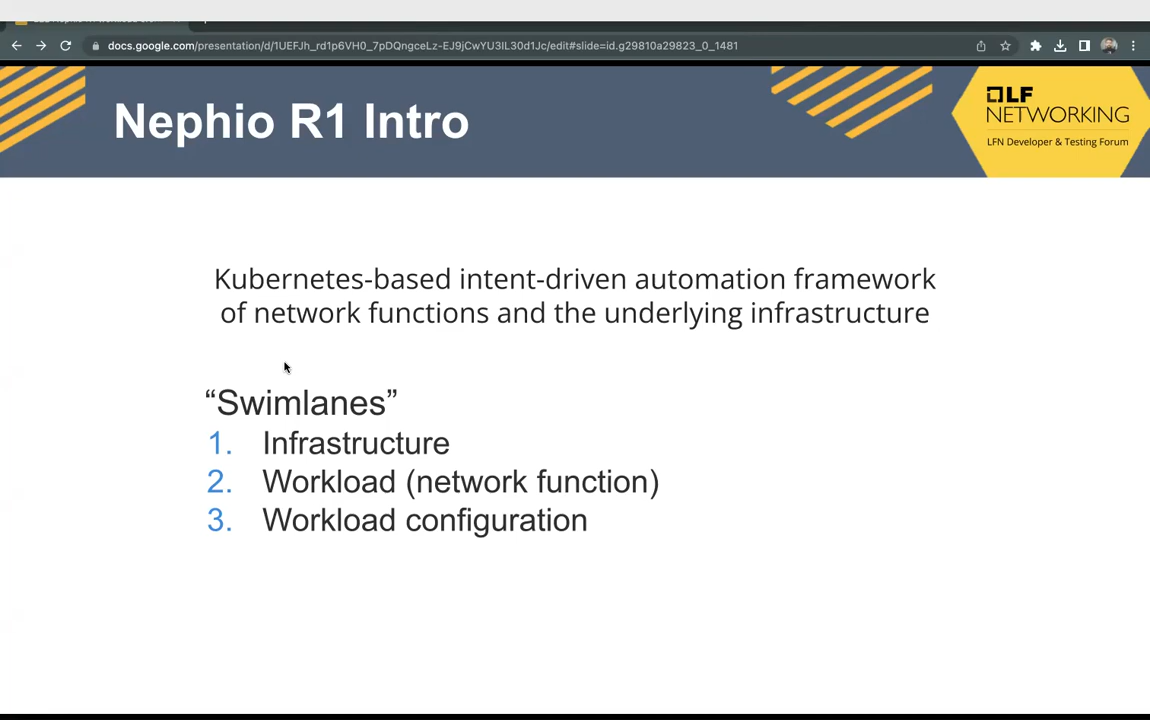 docs.google.com/presentation/d/1UEFJh_rd1p6VH0_7pDQngceLz-EJ9jCwYU3IL30d1Jc/edit#slide=id.g29810a29823_0_1481
Nephio R1 Intro
LF
NETWORKING
LFN Developer & Testing Forum
Kubernetes-based intent-driven automation framework
of network functions and the underlying infrastructure
“Swimlanes”
1. Infrastructure
2. Workload (network function)
3. Workload configuration